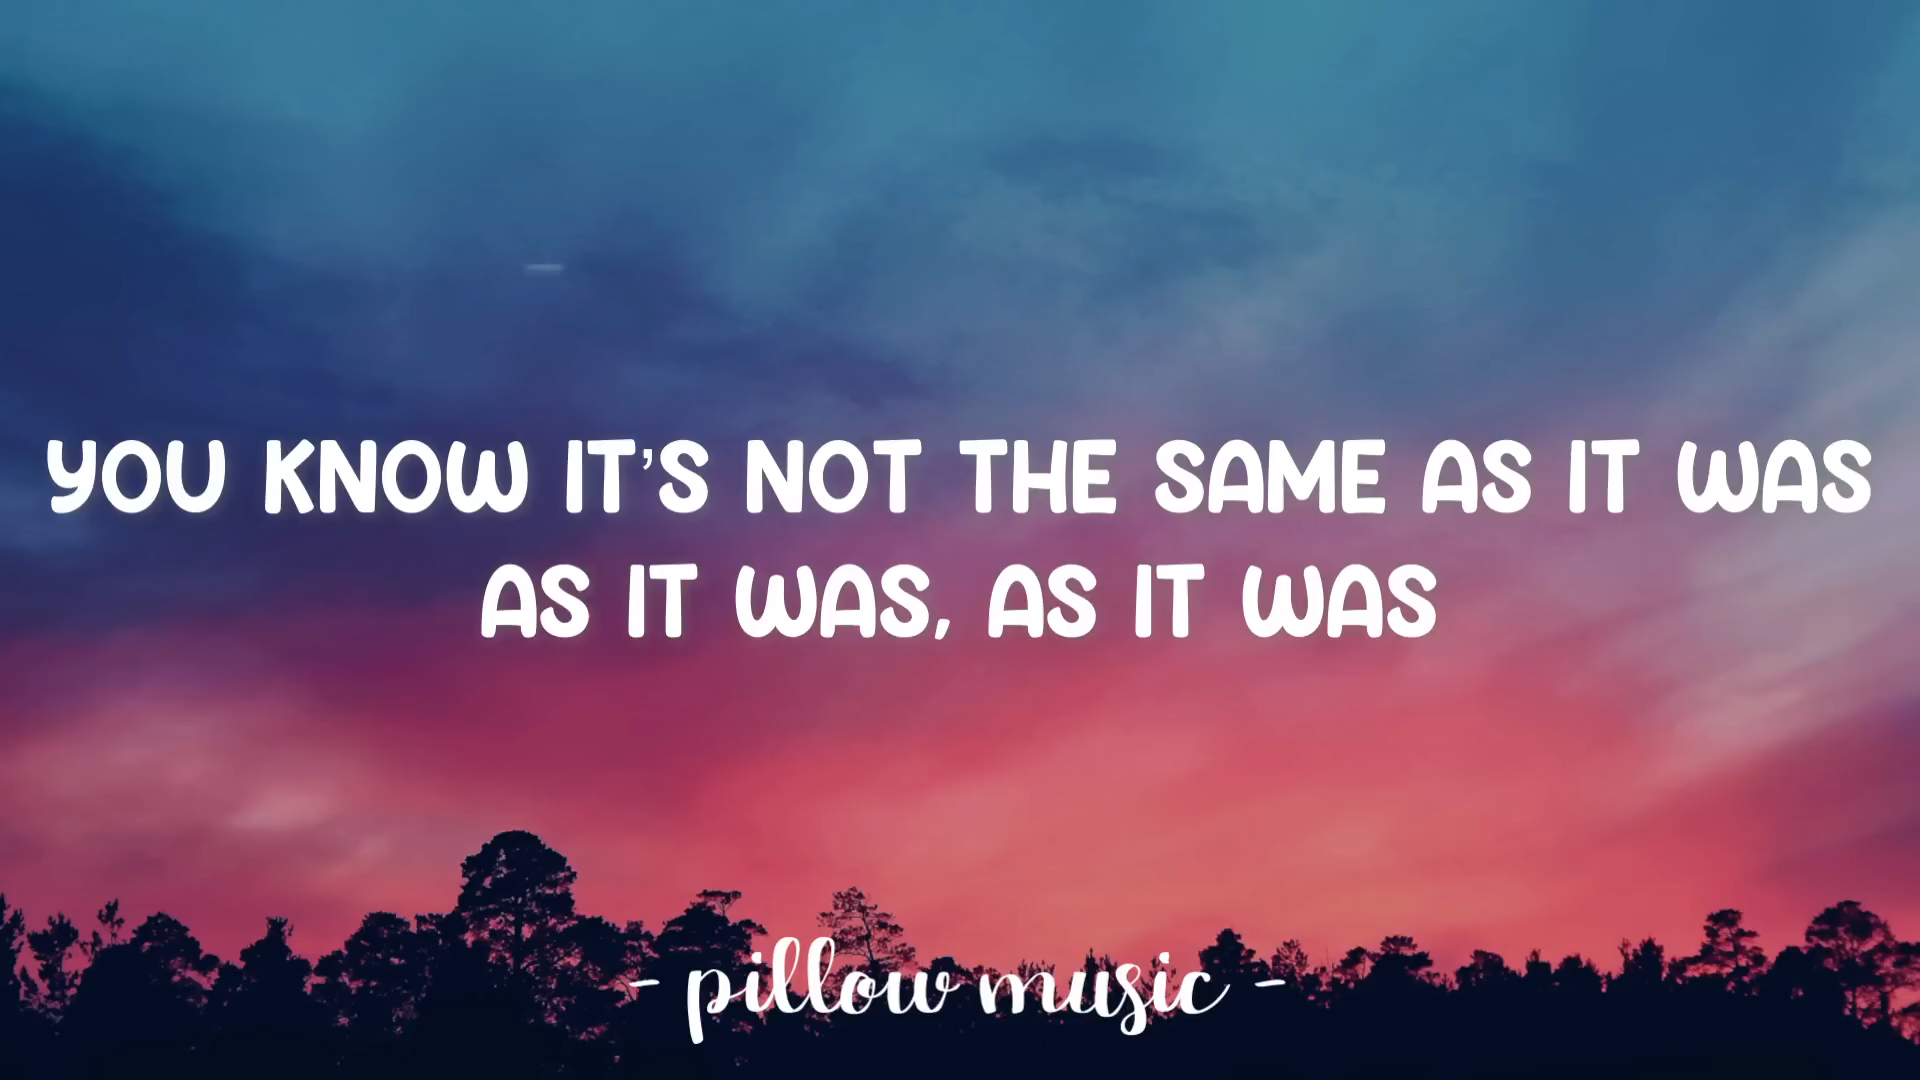 YOU KNOW IT'S NOT THE SAME AS IT WAS
AS IT WAS, AS IT WAS
- pillow music -